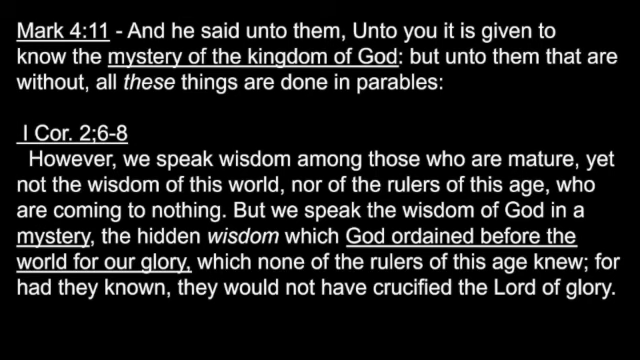 Mark 4:11 - And he said unto them, Unto you it is given to
know the mystery of the kingdom of God: but unto them that are
without, all these things are done in parables:
I Cor. 2;6-8
However, we speak wisdom among those who are mature, yet
not the wisdom of this world, nor of the rulers of this age, who
are coming to nothing. But we speak the wisdom of God in a
mystery, the hidden wisdom which God ordained before the
world for our glory, which none of the rulers of this age knew; for
had they known, they would not have crucified the Lord of glory.